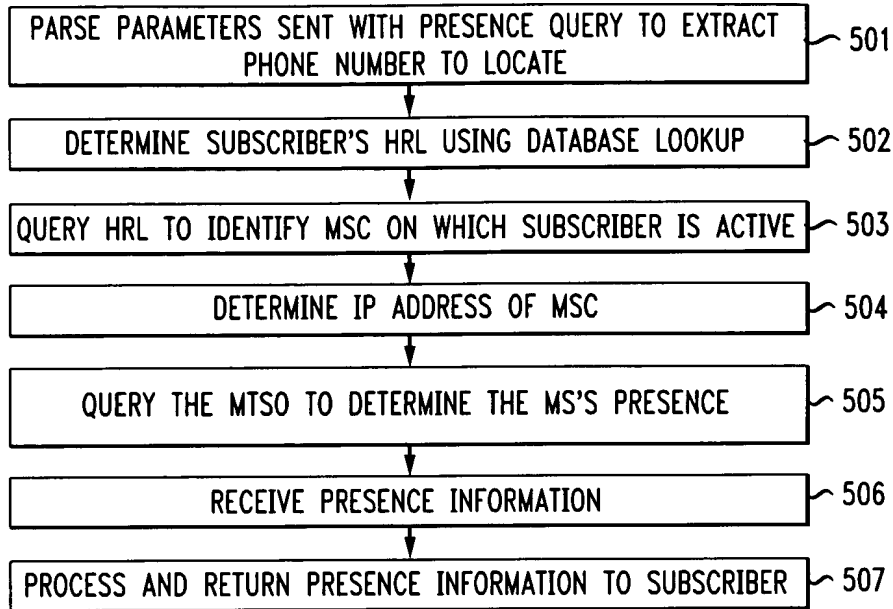 PARSE PARAMETERS SENT WITH PRESENCE QUERY TO EXTRACT
PHONE NUMBER TO LOCATE
501
DETERMINE SUBSCRIBER'S HRL USING DATABASE LOOKUP
502
QUERY HRL TO IDENTIFY MSC ON WHICH SUBSCRIBER IS ACTIVE
503
DETERMINE IP ADDRESS OF MSC
504
QUERY THE MTSO TO DETERMINE THE MS'S PRESENCE
505
RECEIVE PRESENCE INFORMATION
506
PROCESS AND RETURN PRESENCE INFORMATION TO SUBSCRIBER
507